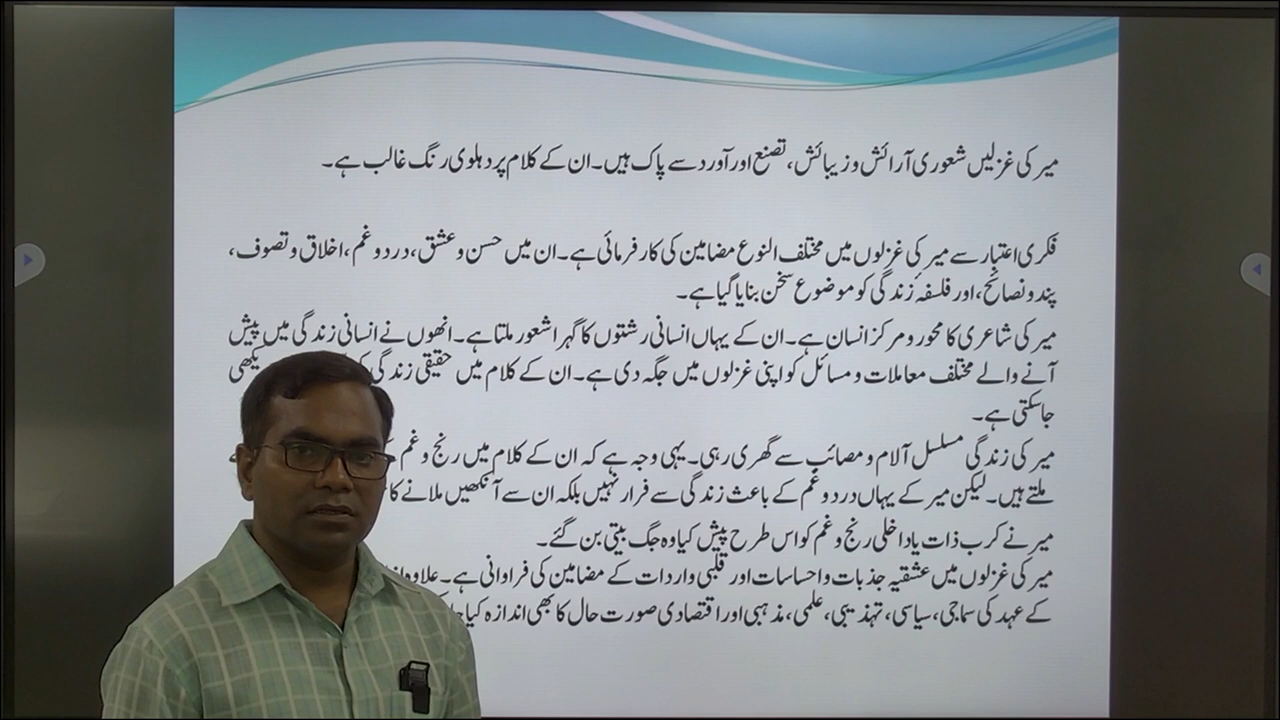 میر کی غزلیں شعوری آرائش و زیبائش، تصنع اور آورد سے پاک ہیں۔ ان کے کلام پر دہلوی رنگ غالب ہے۔
فکری اعتبار سے میر کی غزلوں میں مختلف النوع مضامین کی کارفرمائی ہے۔ ان میں حسن و عشق، درد و غم، اخلاق و تصوف،
پند و نصائح، اور فلسفۂ زندگی کو موضوع سخن بنایا گیا ہے۔
میر کی شاعری کا محور و مرکز انسان ہے۔ ان کے یہاں انسانی رشتوں کا گہرا شعور ملتا ہے۔ انھوں نے انسانی زندگی میں پیش
آنے والے مختلف معاملات و مسائل کو اپنی غزلوں میں جگہ دی ہے۔ ان کے کلام میں حقیقی زندگی دیکھی
جاسکتی ہے۔
میر کی زندگی مسلسل آلام و مصائب سے گھری رہی۔ یہی وجہ ہے کہ ان کے کلام میں رنج و غم
ملتے ہیں۔ لیکن میر کے یہاں درد و غم کے باعث زندگی سے فرار نہیں بلکہ ان سے آنکھیں ملانے کا
میر نے کرب ذات یا داخلی رنج و غم کو اس طرح پیش کیا وہ جگ بیتی بن گئے۔
میر کی غزلوں میں عشقیہ جذبات و احساسات اور قلبی واردات کے مضامین کی فراوانی ہے۔
کے عہد کی سماجی، سیاسی، تہذیبی، علمی، مذہبی اور اقتصادی صورت حال کا بھی اندازہ کیا